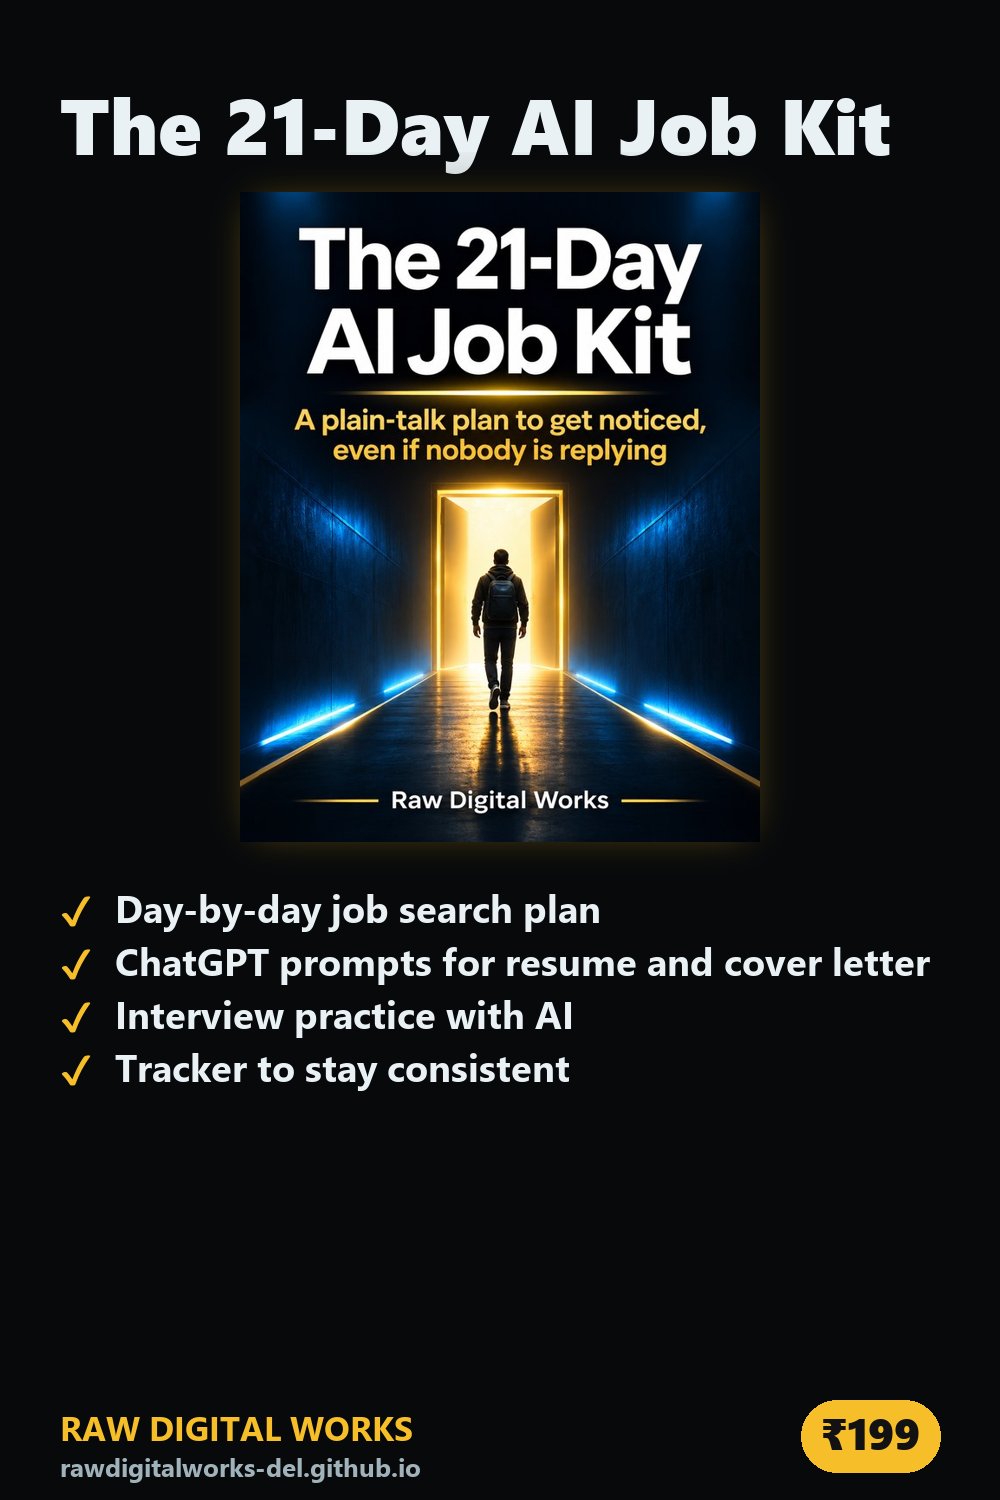 The 21-Day AI Job Kit
The 21-Day
AI Job Kit
A plain-talk plan to get noticed,
even if nobody is replying
Raw Digital Works
✓ Day-by-day job search plan
✓ ChatGPT prompts for resume and cover letter
✓ Interview practice with AI
✓ Tracker to stay consistent
RAW DIGITAL WORKS
rawdigitalworks-del.github.io
₹199